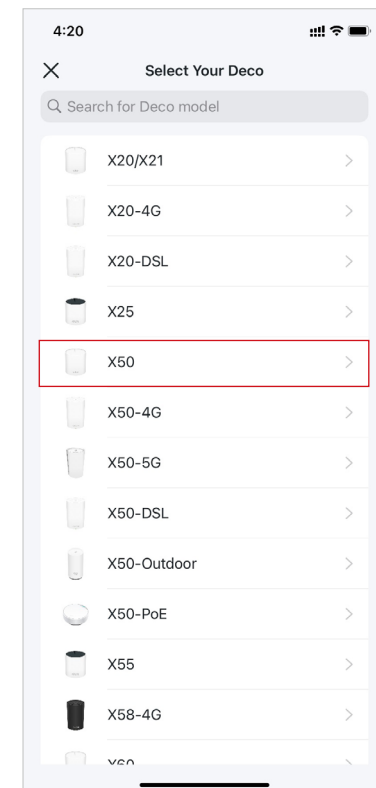 4:20
Select Your Deco
Search for Deco model
X20/X21
X20-4G
X20-DSL
X25
X50
X50-4G
X50-5G
X50-DSL
X50-Outdoor
X50-PoE
X55
X58-4G
X60